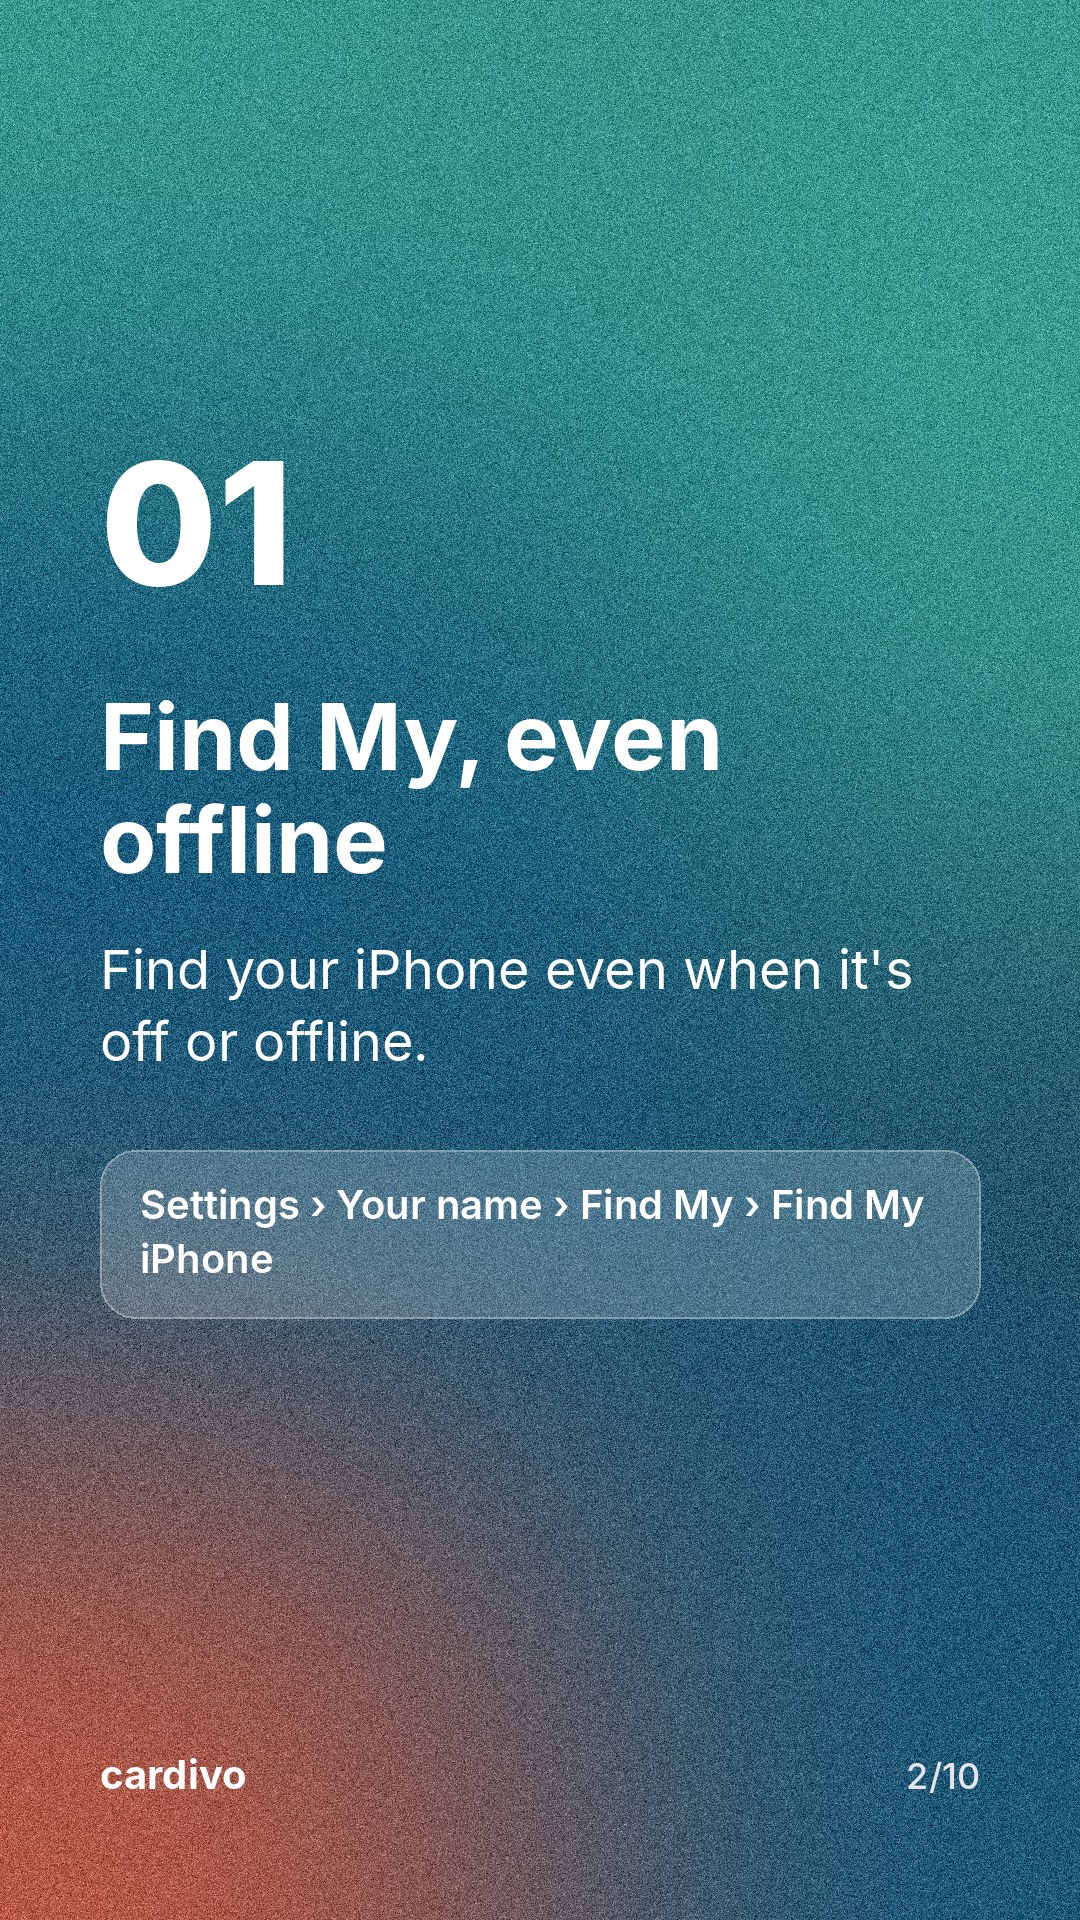 01
Find My, even
offline
Find your iPhone even when it's
off or offline.
Settings › Your name › Find My › Find My
iPhone
cardivo
2/10